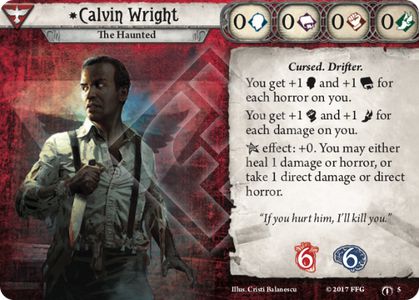 *Calvin Wright
The Haunted
0 0 0 0
Cursed. Drifter.
You get +1 and +1 for
each horror on you.
You get +1 and +1 for
each damage on you.
effect: +0. You may either
heal 1 damage or horror, or
take 1 direct damage or direct
horror.
"If you hurt him, I'll kill you."
6 6
Illus. Cristi Balanescu
© 2017 FFG
5